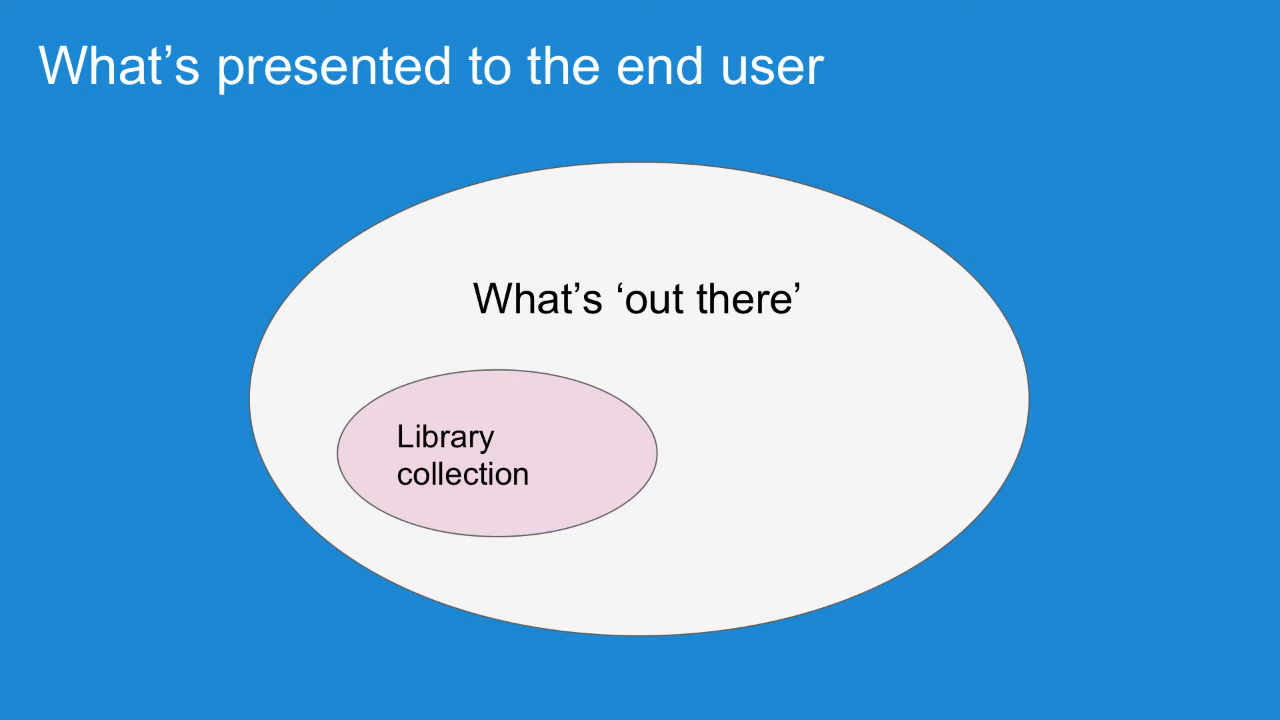 What’s presented to the end user
What’s ‘out there’
Library
collection